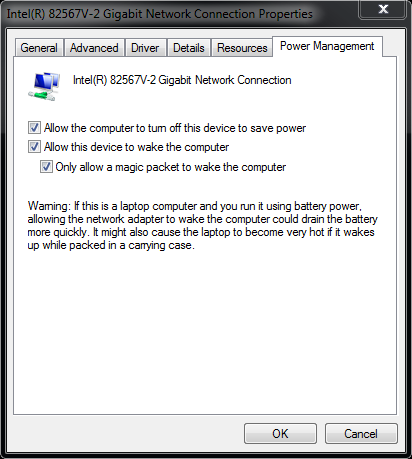 Intel(R) 82567V-2 Gigabit Network Connection Properties
General Advanced Driver Details Resources Power Management
Intel(R) 82567V-2 Gigabit Network Connection
Allow the computer to turn off this device to save power
Allow this device to wake the computer
Only allow a magic packet to wake the computer
Warning: If this is a laptop computer and you run it using battery power,
allowing the network adapter to wake the computer could drain the battery
more quickly. It might also cause the laptop to become very hot if it wakes
up while packed in a carrying case.
OK Cancel